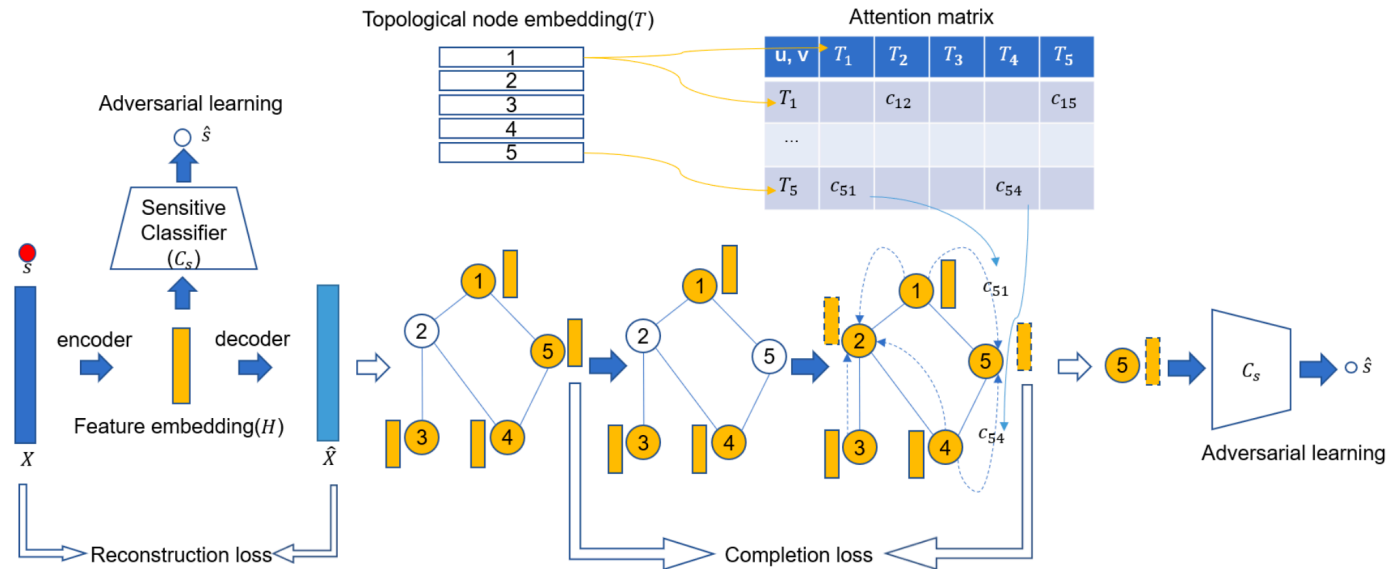 Topological node embedding(T)
1
2
3
4
5
Attention matrix
u, v T₁ T₂ T₃ T₄ T₅
T₁ c₁₂ c₁₅
...
T₅ c₅₁ c₅₄
Adversarial learning
ŝ
Sensitive
Classifier
(Cₛ)
s
encoder
decoder
Feature embedding(H)
X
X̂
Reconstruction loss
1
2
5
3
4
1
2
5
3
4
1
2
5
3
4
c₅₁
c₅₄
Completion loss
5
Cₛ
ŝ
Adversarial learning